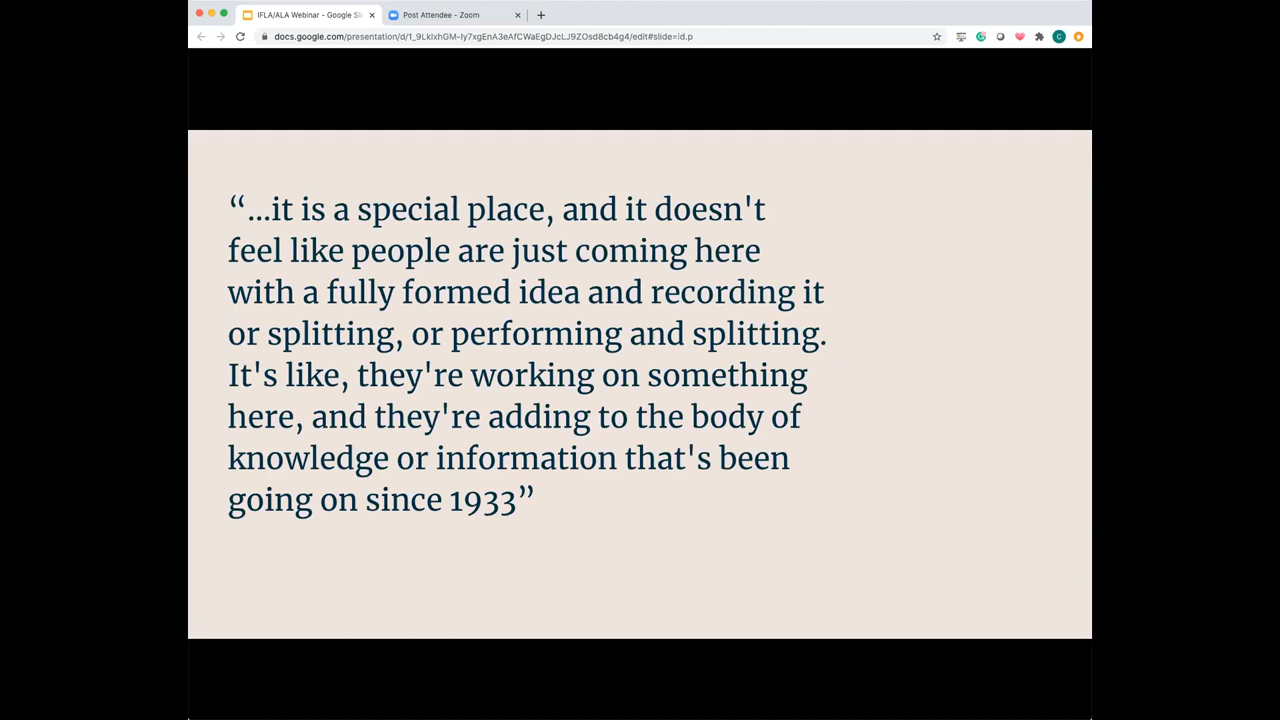 IFLA/ALA Webinar - Google Sli
Post Attendee - Zoom
docs.google.com/presentation/d/1_9LkIxhGM-Iy7xgEnA3eAfCWaEgDJcLJ9ZOsd8cb4g4/edit#slide=id.p
C
“...it is a special place, and it doesn't
feel like people are just coming here
with a fully formed idea and recording it
or splitting, or performing and splitting.
It's like, they're working on something
here, and they're adding to the body of
knowledge or information that's been
going on since 1933”